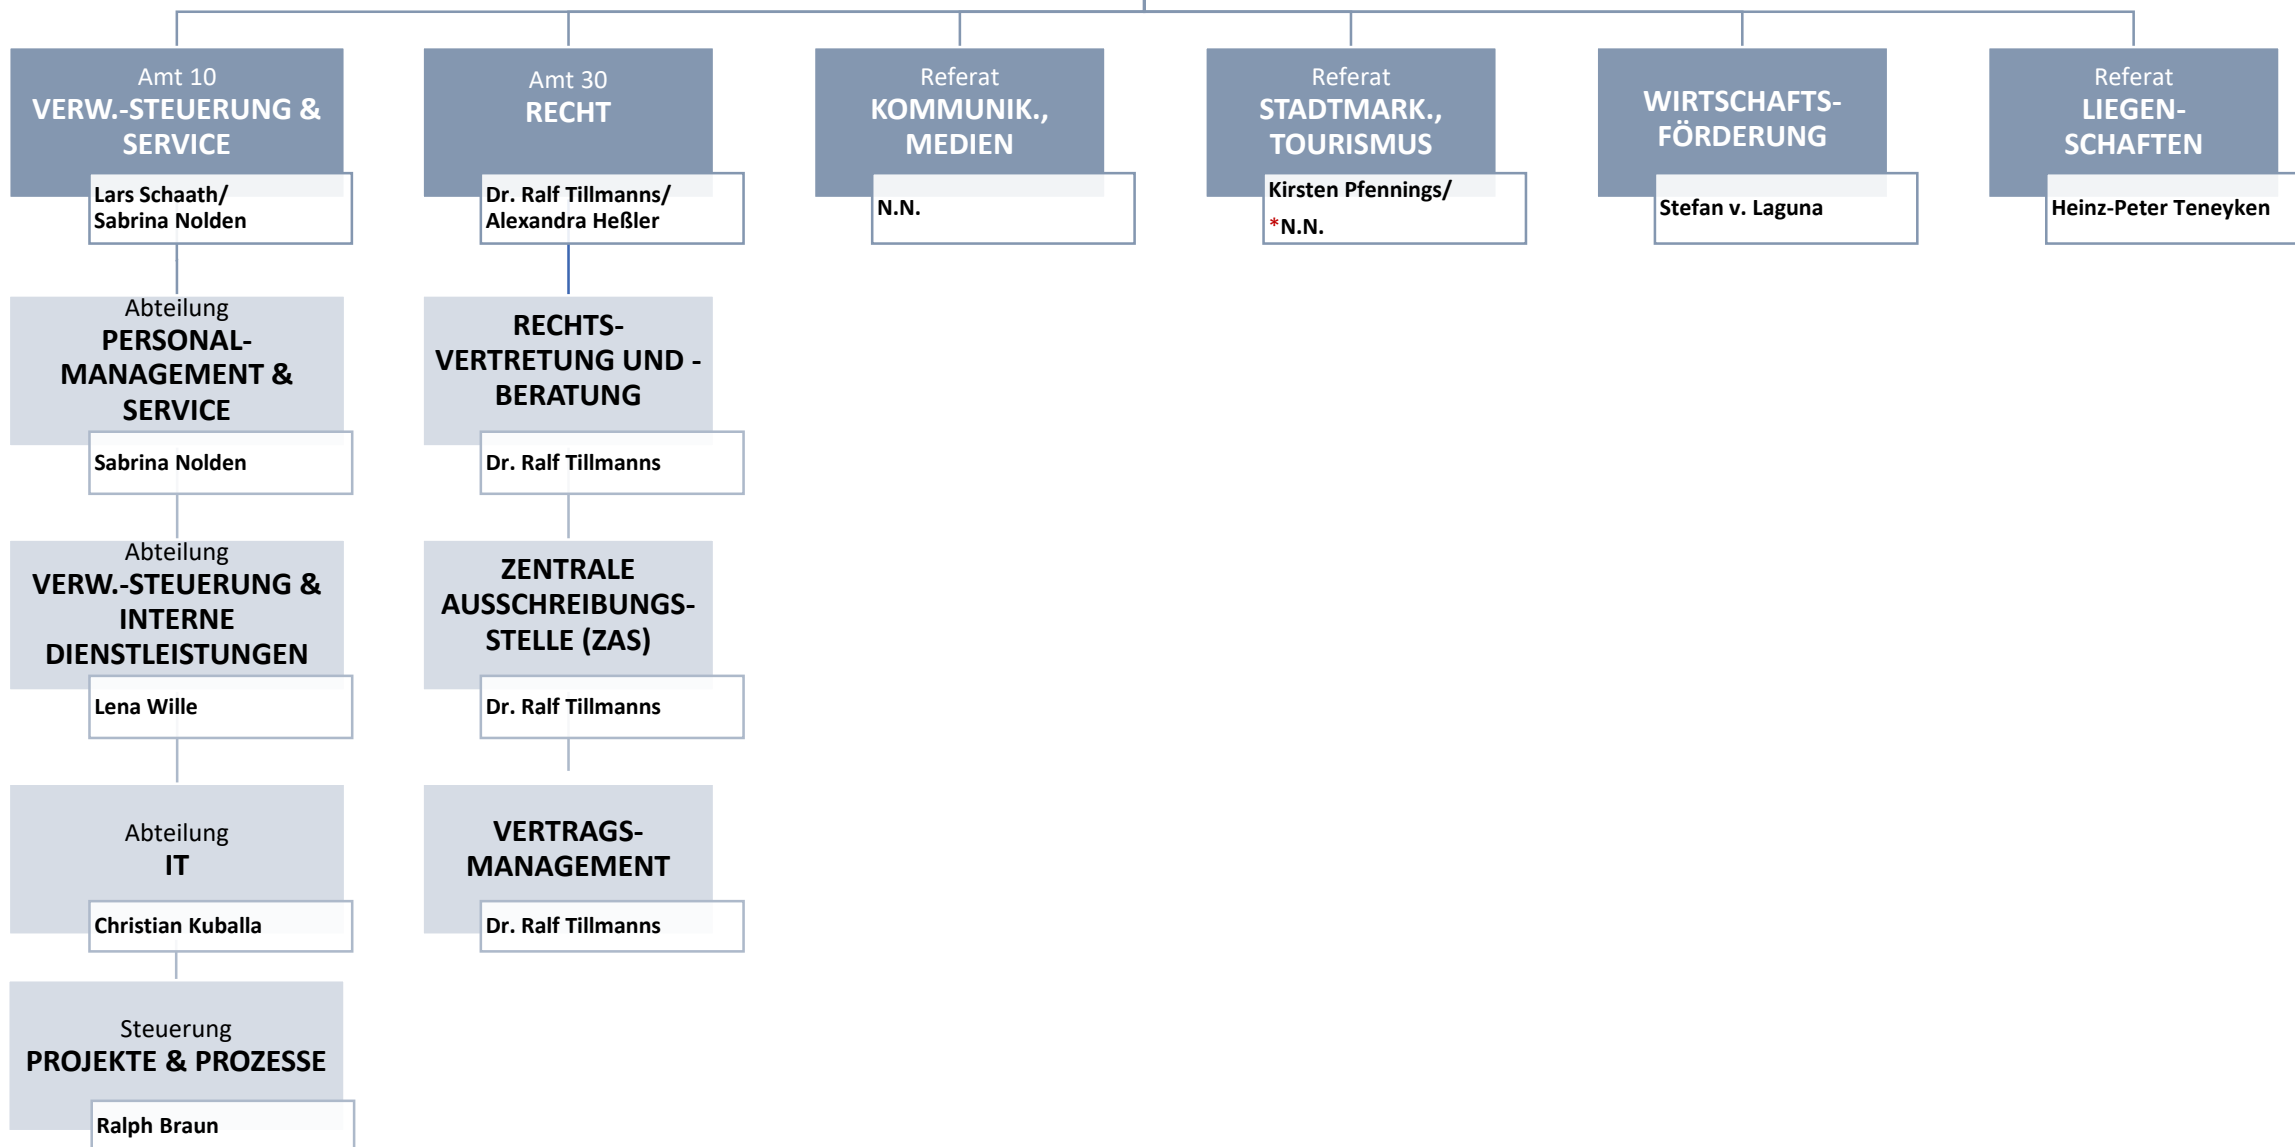 Amt 10
VERW.-STEUERUNG &
SERVICE
Lars Schaath/
Sabrina Nolden
Amt 30
RECHT
Dr. Ralf Tillmanns/
Alexandra Heßler
Referat
KOMMUNIK.,
MEDIEN
N.N.
Referat
STADTMARK.,
TOURISMUS
Kirsten Pfennings/
*N.N.
WIRTSCHAFTS-
FÖRDERUNG
Stefan v. Laguna
Referat
LIEGEN-
SCHAFTEN
Heinz-Peter Teneyken
Abteilung
PERSONAL-
MANAGEMENT &
SERVICE
Sabrina Nolden
RECHTS-
VERTRETUNG UND -
BERATUNG
Dr. Ralf Tillmanns
Abteilung
VERW.-STEUERUNG &
INTERNE
DIENSTLEISTUNGEN
Lena Wille
ZENTRALE
AUSSCHREIBUNGS-
STELLE (ZAS)
Dr. Ralf Tillmanns
Abteilung
IT
Christian Kuballa
VERTRAGS-
MANAGEMENT
Dr. Ralf Tillmanns
Steuerung
PROJEKTE & PROZESSE
Ralph Braun